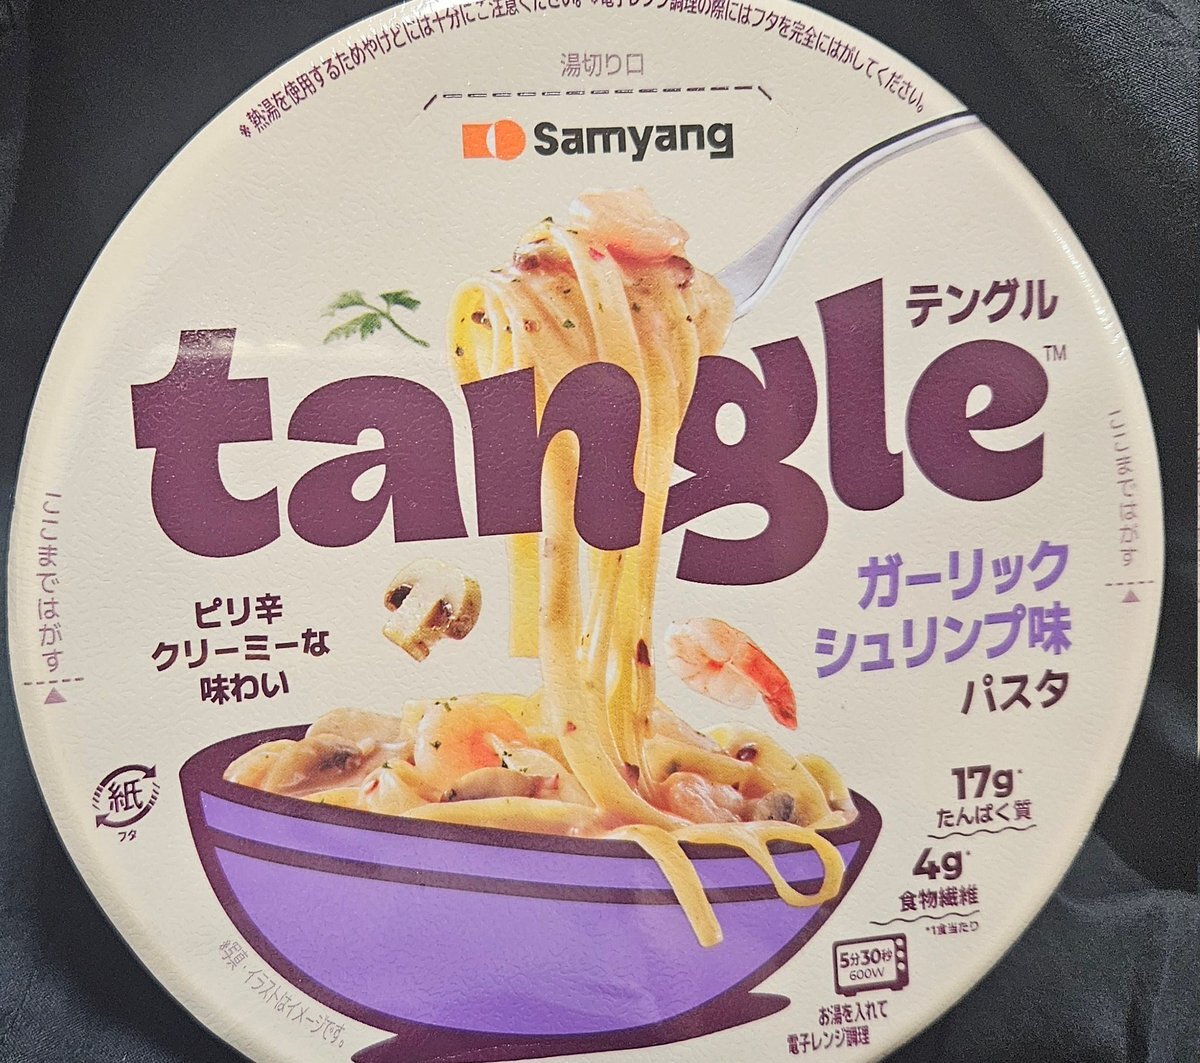 ※熱湯を使用するためやけどには十分にご注意ください。※電子レンジ調理の際にはフタを完全にはがしてください。
湯切り口
Samyang
テングル
tangle™
ここまではがす
ここまではがす
ピリ辛
クリーミーな
味わい
ガーリック
シュリンプ味
パスタ
紙
フタ
17g*
たんぱく質
4g*
食物繊維
*1食当たり
5分30秒
600W
お湯を入れて
電子レンジ調理
※写真・イラストはイメージです。